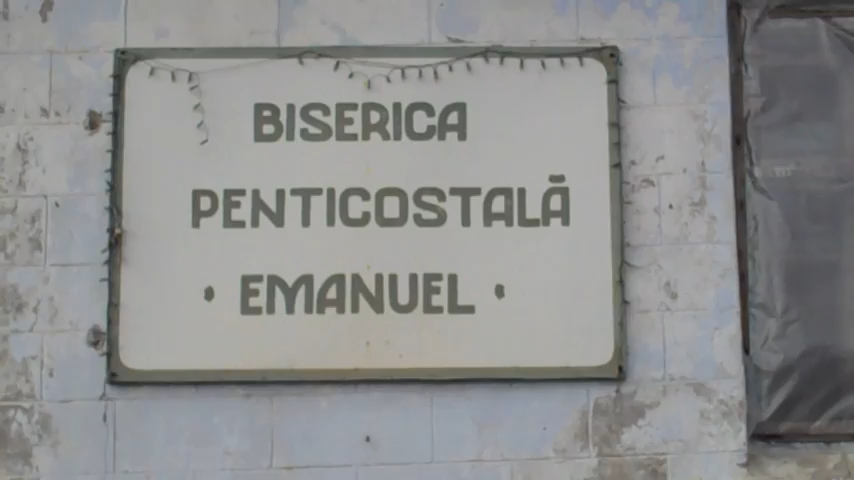 BISERICA
PENTICOSTALĂ
• EMANUEL •